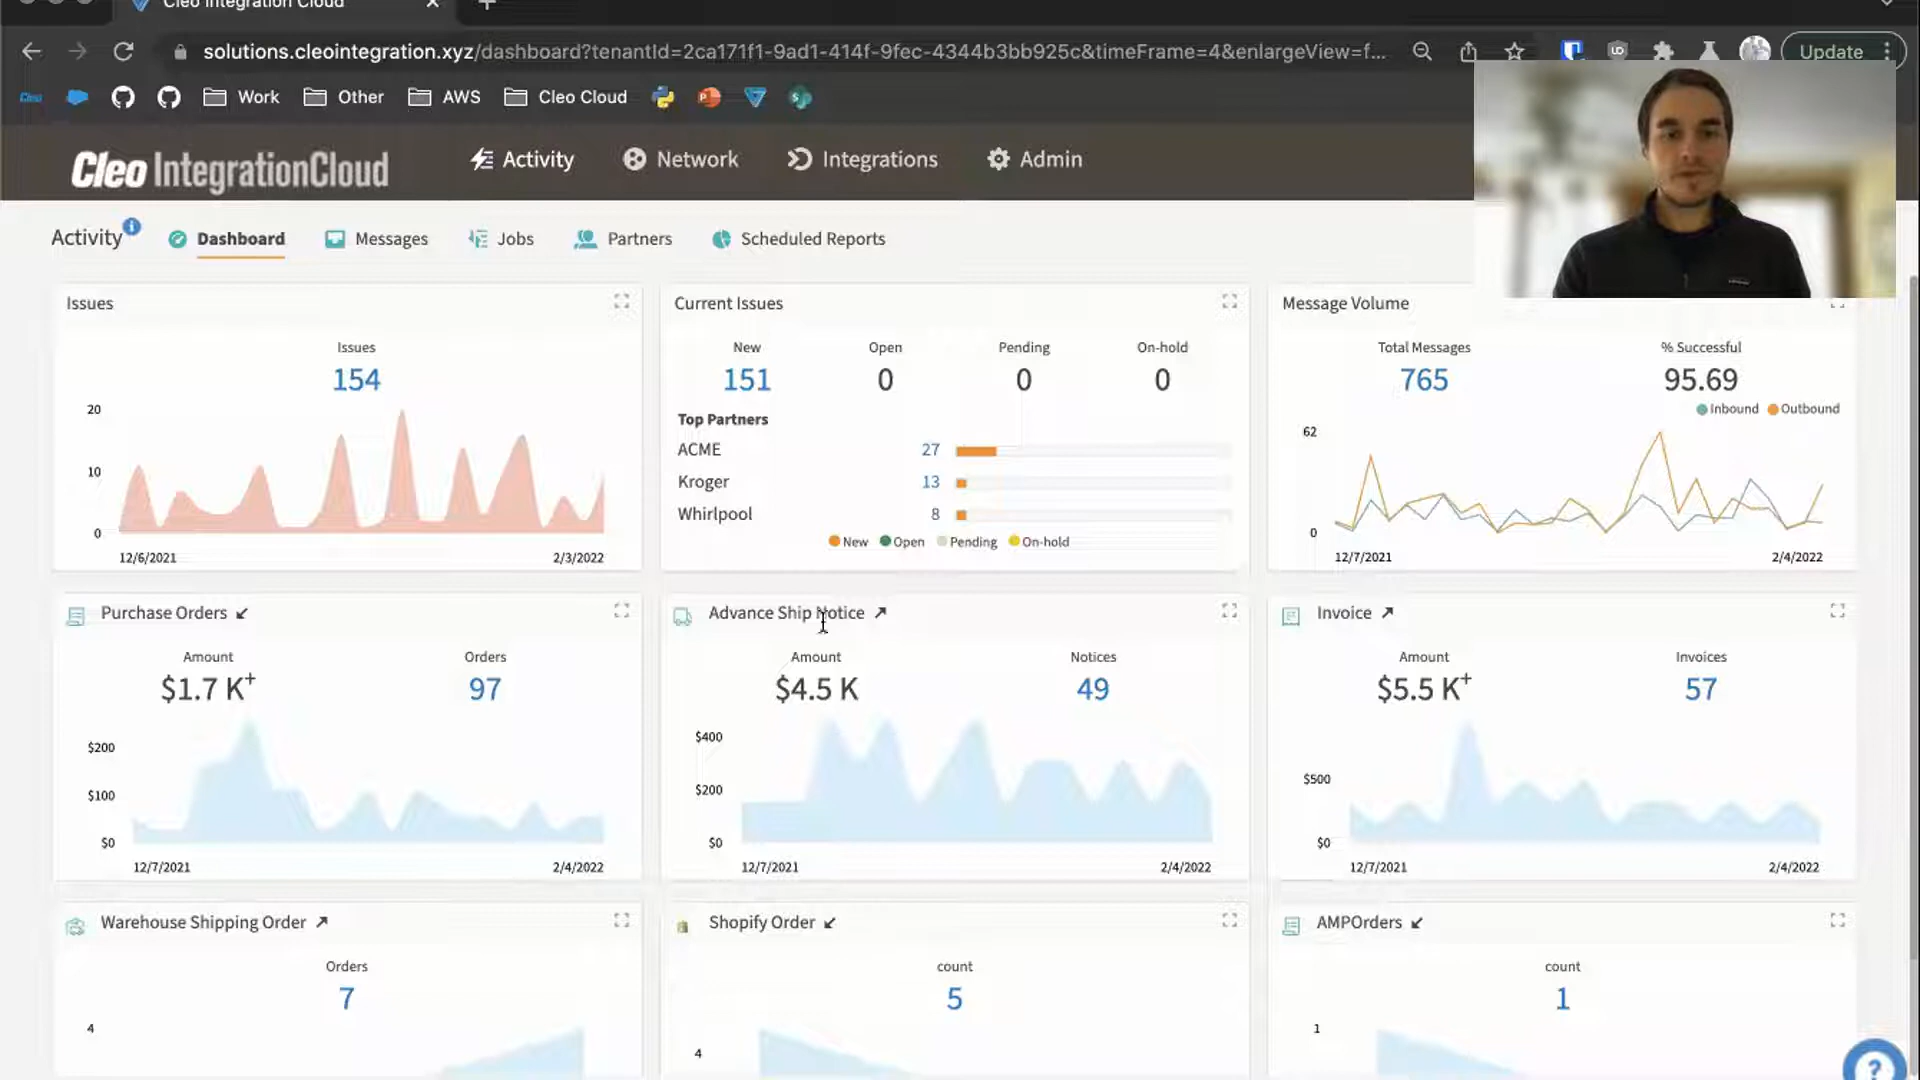 Cleo Integration Cloud
solutions.cleointegration.xyz/dashboard?tenantId=2ca171f1-9ad1-414f-9fec-4344b3bb925c&timeFrame=4&enlargeView=f...
Update
Work Other AWS Cleo Cloud
Cleo IntegrationCloud
Activity Network Integrations Admin
Activity Dashboard Messages Jobs Partners Scheduled Reports
Issues
Issues
154
20
10
0
12/6/2021 2/3/2022
Current Issues
New Open Pending On-hold
151 0 0 0
Top Partners
ACME 27
Kroger 13
Whirlpool 8
New Open Pending On-hold
Message Volume
Total Messages % Successful
765 95.69
Inbound Outbound
62
0
12/7/2021 2/4/2022
Purchase Orders
Amount Orders
$1.7 K+ 97
$200
$100
$0
12/7/2021 2/4/2022
Advance Ship Notice
Amount Notices
$4.5 K 49
$400
$200
$0
12/7/2021 2/4/2022
Invoice
Amount Invoices
$5.5 K+ 57
$500
$0
12/7/2021 2/4/2022
Warehouse Shipping Order
Orders
7
4
Shopify Order
count
5
4
AMPOrders
count
1
1
?